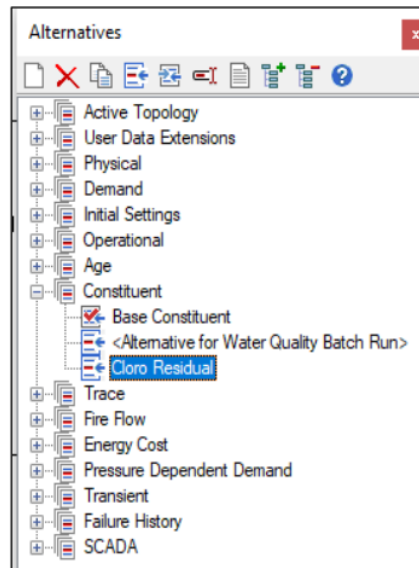 Alternatives
x
Active Topology
User Data Extensions
Physical
Demand
Initial Settings
Operational
Age
Constituent
Base Constituent
<Alternative for Water Quality Batch Run>
Cloro Residual
Trace
Fire Flow
Energy Cost
Pressure Dependent Demand
Transient
Failure History
SCADA